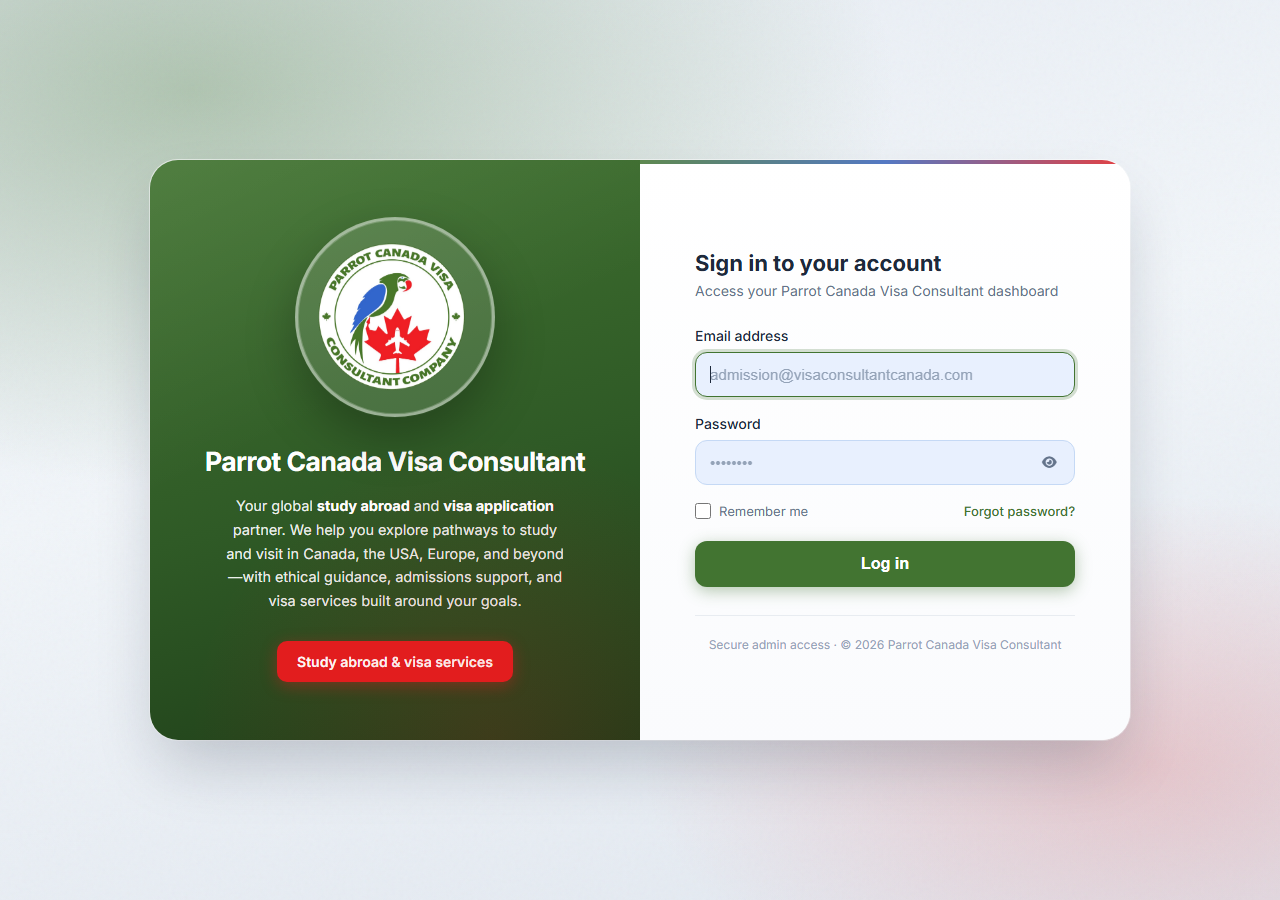 PARROT CANADA VISA
CONSULTANT COMPANY
Parrot Canada Visa Consultant
Your global study abroad and visa application
partner. We help you explore pathways to study
and visit in Canada, the USA, Europe, and beyond
—with ethical guidance, admissions support, and
visa services built around your goals.
Study abroad & visa services
Sign in to your account
Access your Parrot Canada Visa Consultant dashboard
Email address
admission@visaconsultantcanada.com
Password
••••••••
Remember me
Forgot password?
Log in
Secure admin access · © 2026 Parrot Canada Visa Consultant